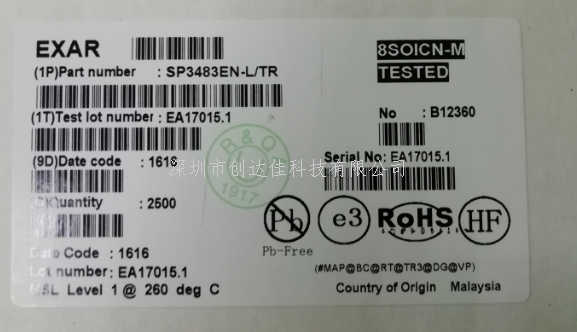 EXAR
8SOICN-M
TESTED
(1P)Part number : SP3483EN-L/TR
(1T)Test lot number : EA17015.1
No : B12360
R&Q
1917
(9D)Date code : 1616
Serial No: EA17015.1
深圳市创达佳科技有限公司
Quantity : 2500
Pb
e3
RoHS
HF
Pb-Free
Date Code : 1616
Lot number : EA17015.1
(#MAP@BC@RT@TR3@DG@VP)
MSL Level 1 @ 260 deg C
Country of Origin Malaysia